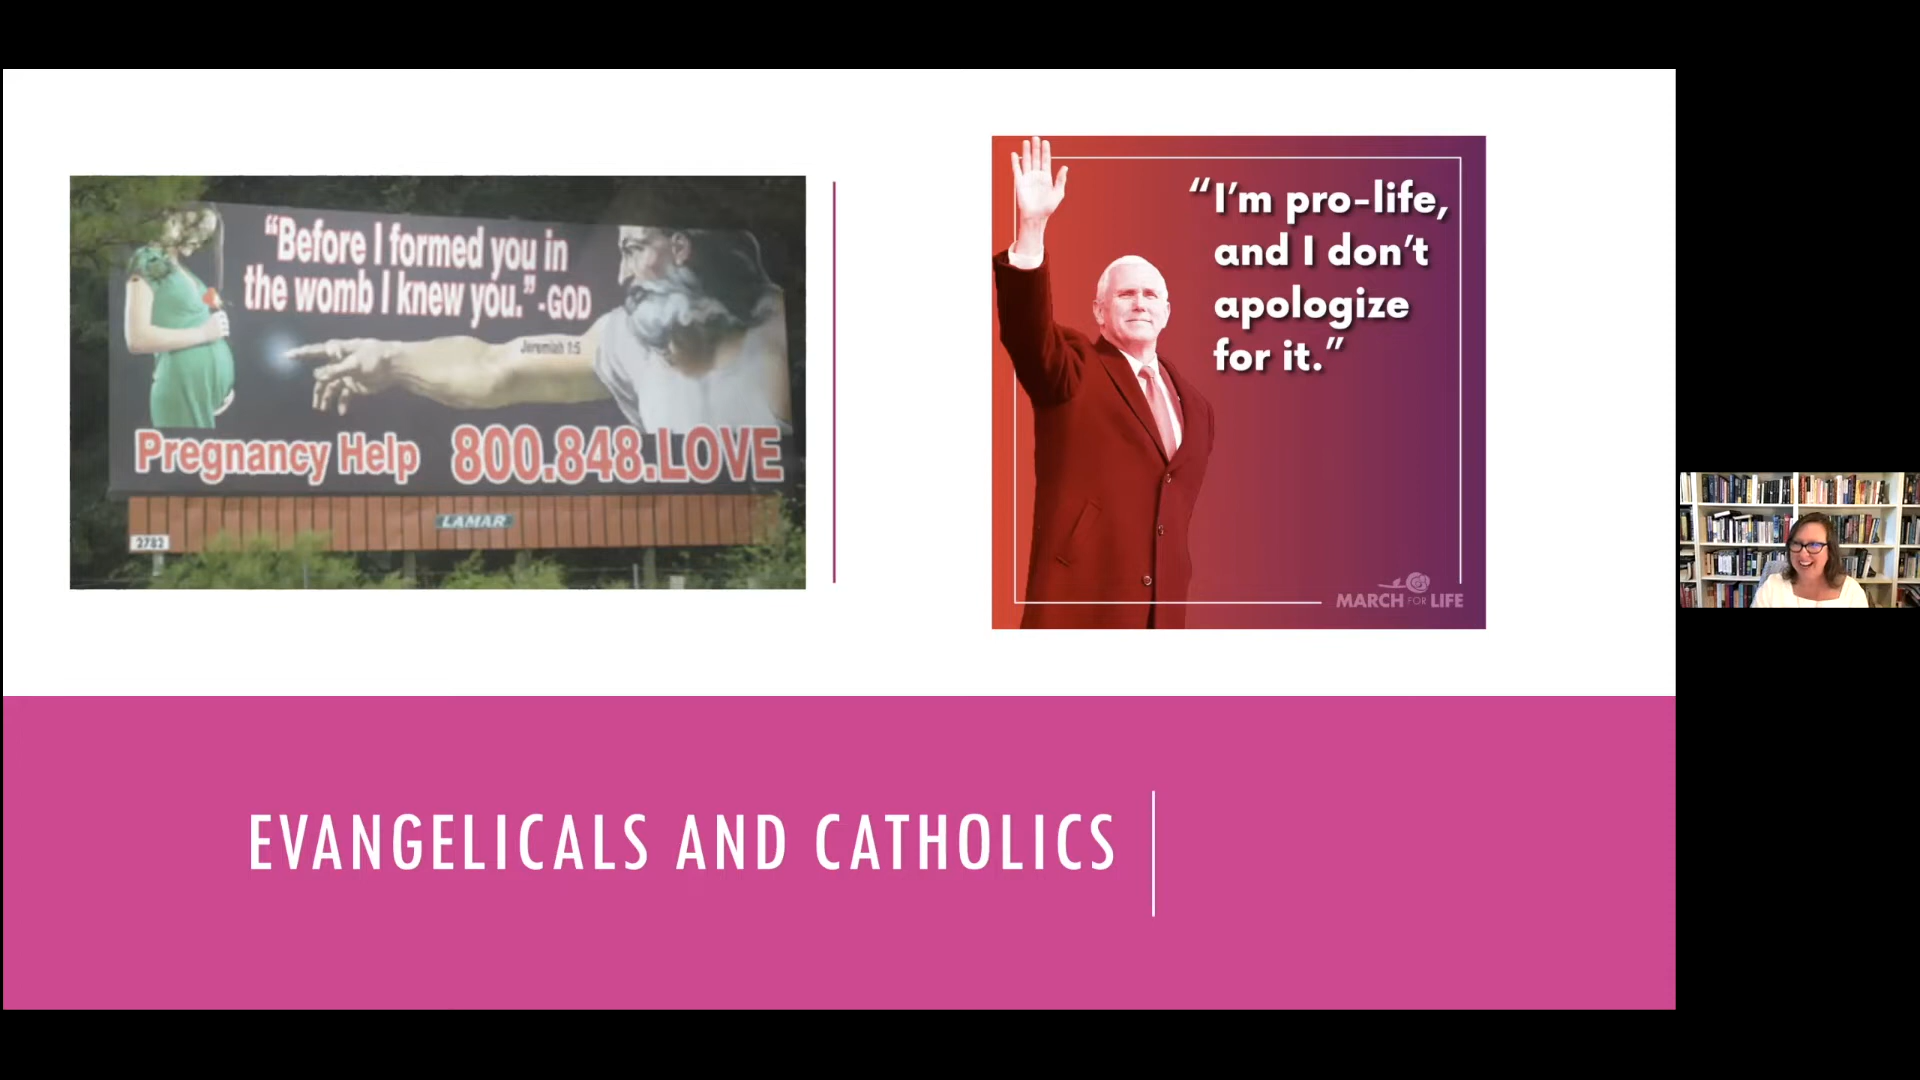 “Before I formed you in
the womb I knew you.” -GOD
Jeremiah 1:5
Pregnancy Help 800.848.LOVE
LAMAR
2782
“I’m pro-life,
and I don’t
apologize
for it.”
MARCH FOR LIFE
EVANGELICALS AND CATHOLICS